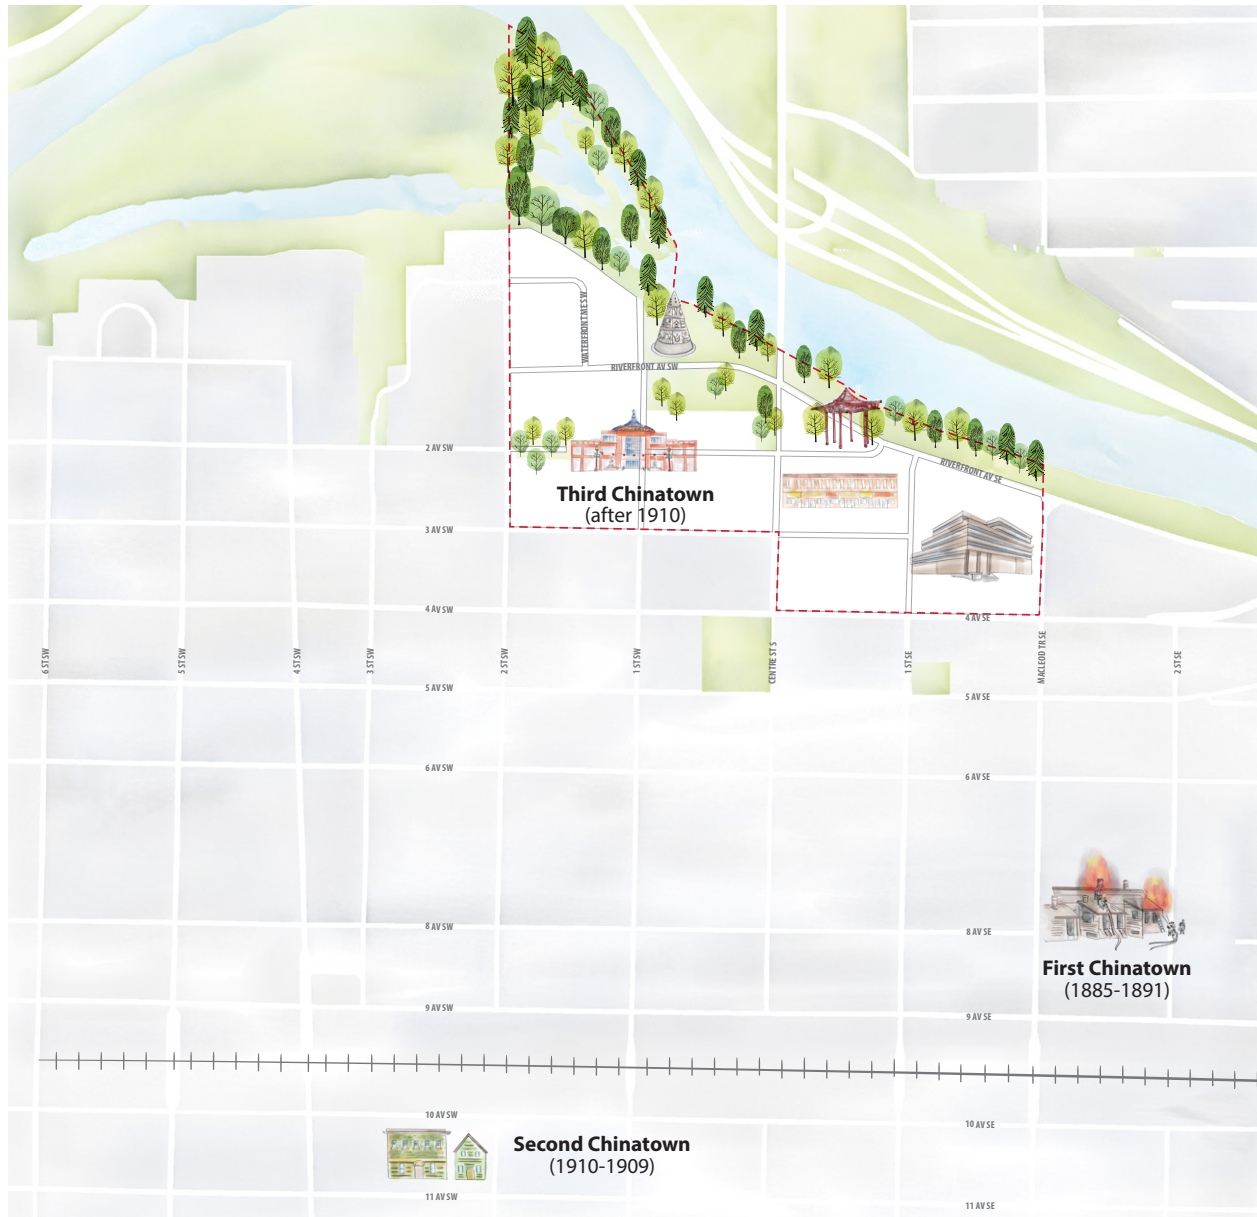 WATERFRONT ME SW
RIVERFRONT AV SW
2 AV SW
RIVERFRONT AV SE
Third Chinatown
(after 1910)
3 AV SW
4 AV SW
4 AV SE
6 ST SW
5 ST SW
4 ST SW
3 ST SW
2 ST SW
1 ST SW
CENTRE ST S
1 ST SE
MACLEOD TR SE
2 ST SE
5 AV SW
5 AV SE
6 AV SW
6 AV SE
8 AV SW
8 AV SE
First Chinatown
(1885-1891)
9 AV SW
9 AV SE
10 AV SW
10 AV SE
Second Chinatown
(1910-1909)
11 AV SW
11 AV SE